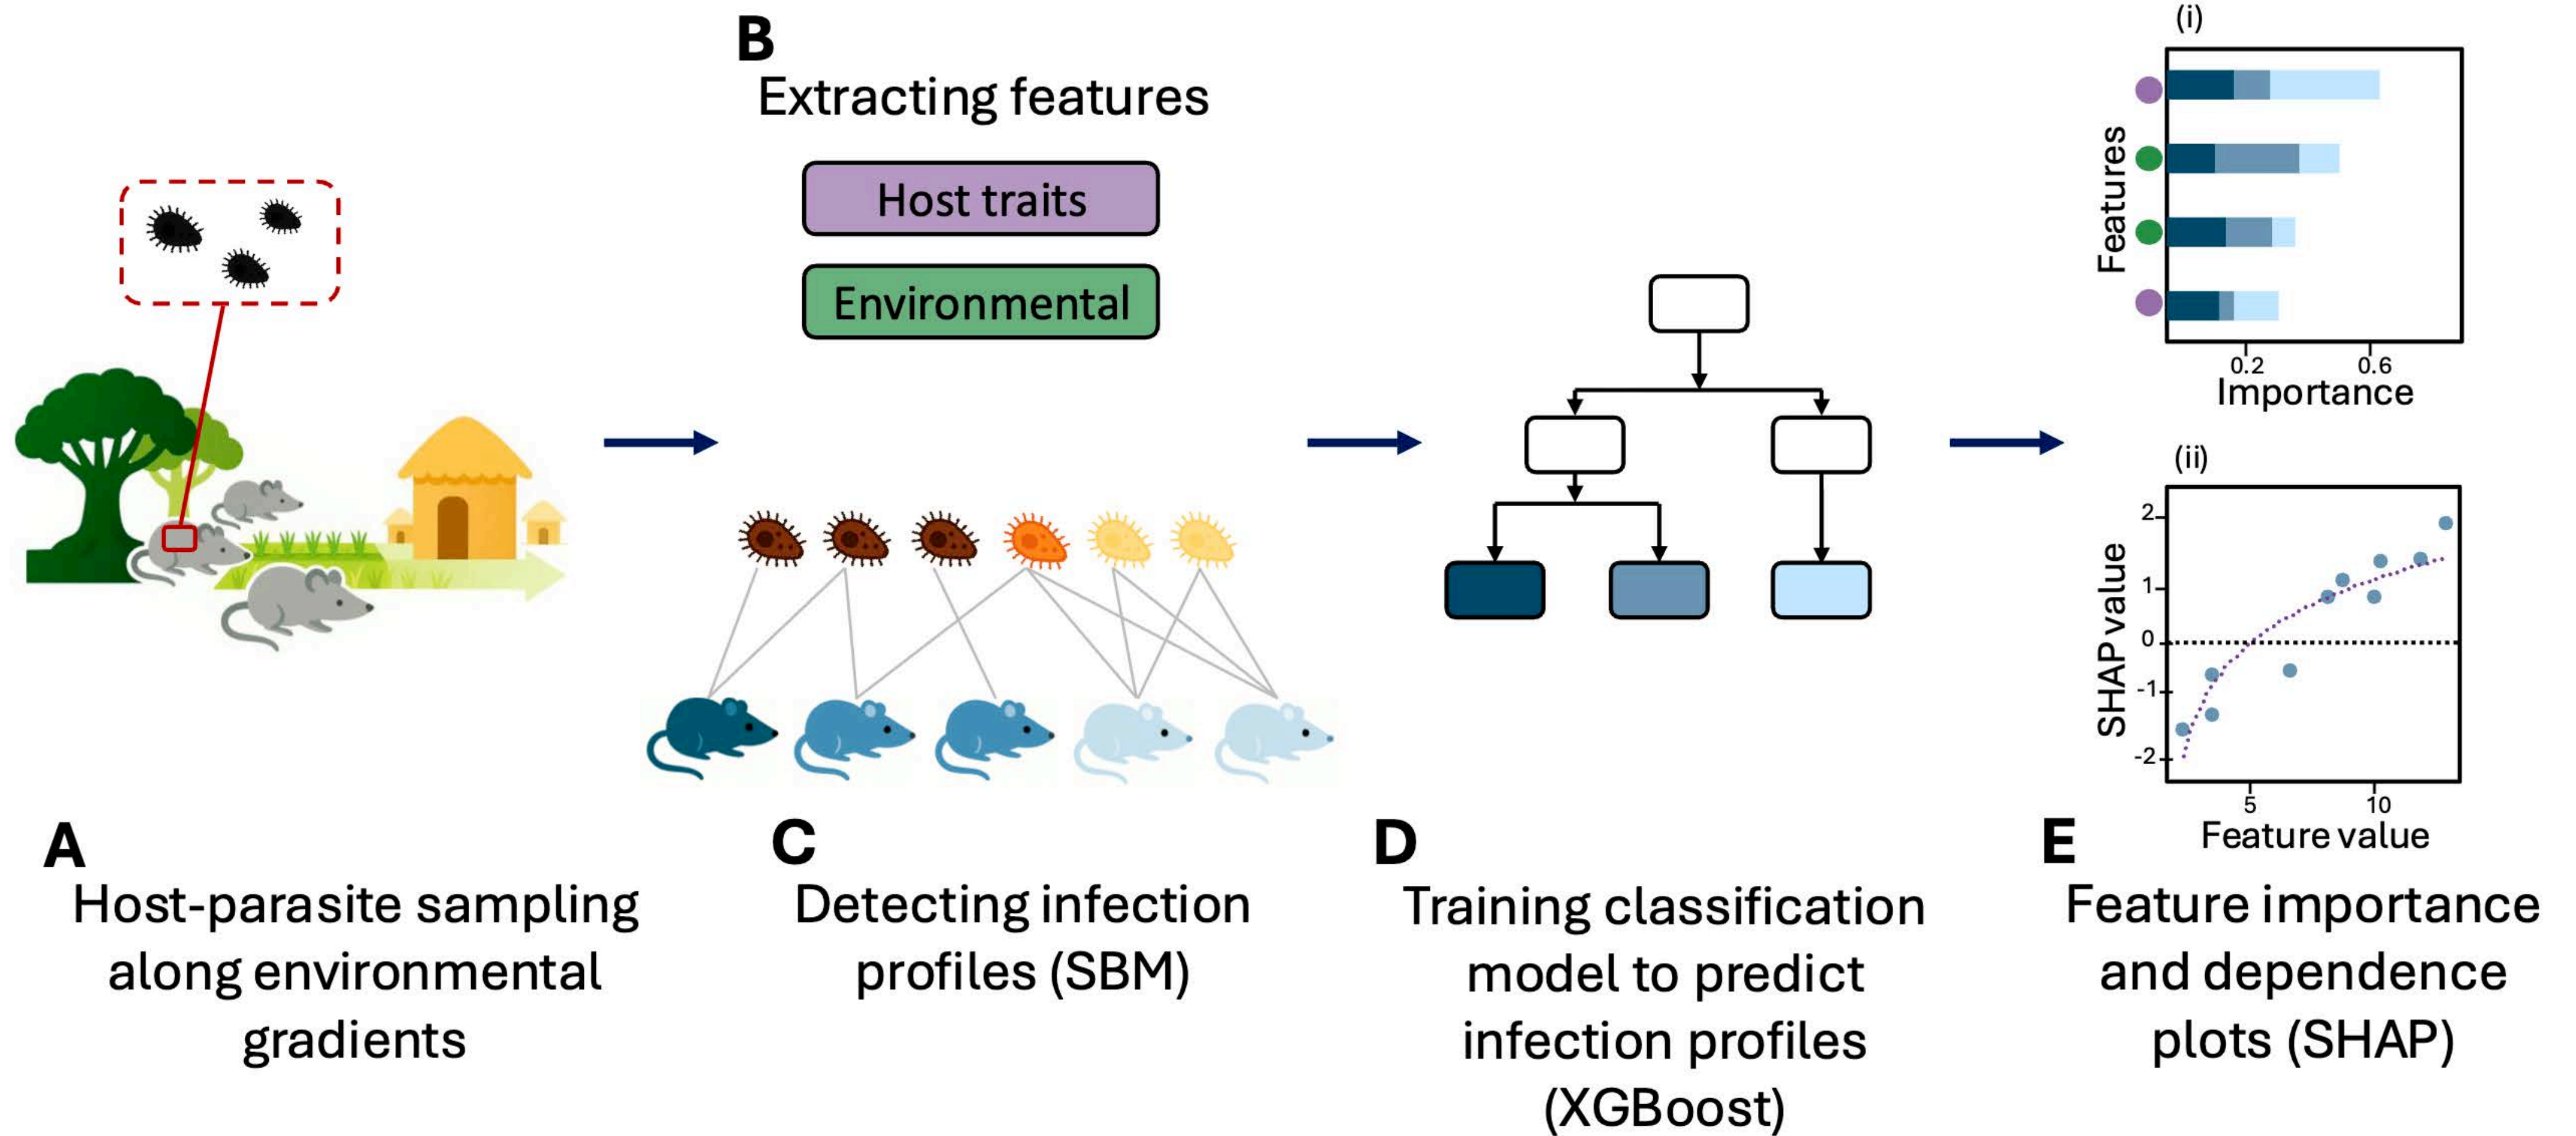 B
Extracting features
Host traits
Environmental
(i)
Features
0.2
0.6
Importance
(ii)
SHAP value
2
1
0
-1
-2
5
10
Feature value
A
Host-parasite sampling
along environmental
gradients
C
Detecting infection
profiles (SBM)
D
Training classification
model to predict
infection profiles
(XGBoost)
E
Feature importance
and dependence
plots (SHAP)